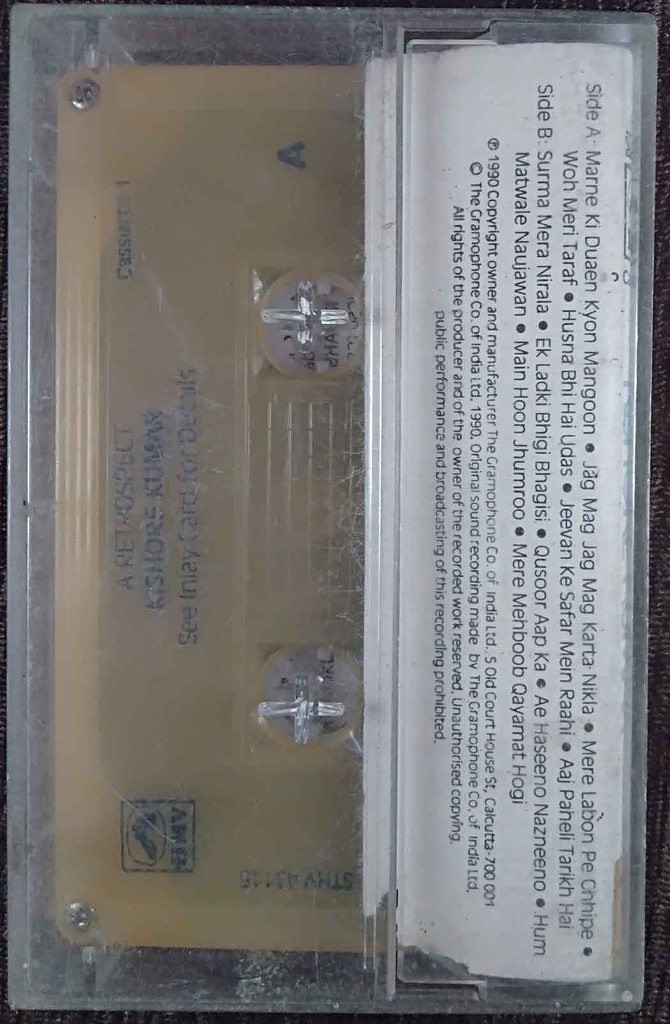 Side A: Marne Ki Duaen Kyon Mangoon • Jag Mag Jag Mag Karta Nikla • Mere Labon Pe Chhipe •
Woh Meri Taraf • Husna Bhi Hai Udas • Jeevan Ke Safar Mein Raahi • Aaj Paheli Tarikh Hai
Side B: Surma Mera Nirala • Ek Ladki Bhigi Bhagisi • Qusoor Aap Ka • Ae Haseeno Nazneeno • Hum
Matwale Naujawan • Main Hoon Jhumroo • Mere Mehboob Qayamat Hogi
℗ 1990 Copyright owner and manufacturer The Gramophone Co. of India Ltd., 5 Old Court House St, Calcutta-700 001
© The Gramophone Co. of India Ltd. 1990. Original sound recording made by The Gramophone Co. of India Ltd.
All rights of the producer and of the owner of the recorded work reserved. Unauthorised copying,
public performance and broadcasting of this recording prohibited.
A
Cassette 1
See Inlay Card for Details
KISHORE KUMAR
A RETROSPECT
HMV
STHV 43116